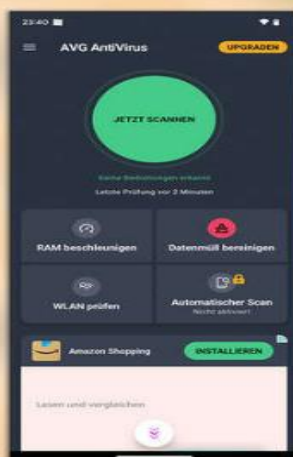 23:40
AVG AntiVirus
UPGRADEN
JETZT SCANNEN
Keine Bedrohungen erkannt
Letzte Prüfung vor 2 Minuten
RAM beschleunigen
Datenmüll bereinigen
WLAN prüfen
Automatischer Scan
Nicht aktiviert
Amazon Shopping
INSTALLIEREN
Lesen und vergleichen